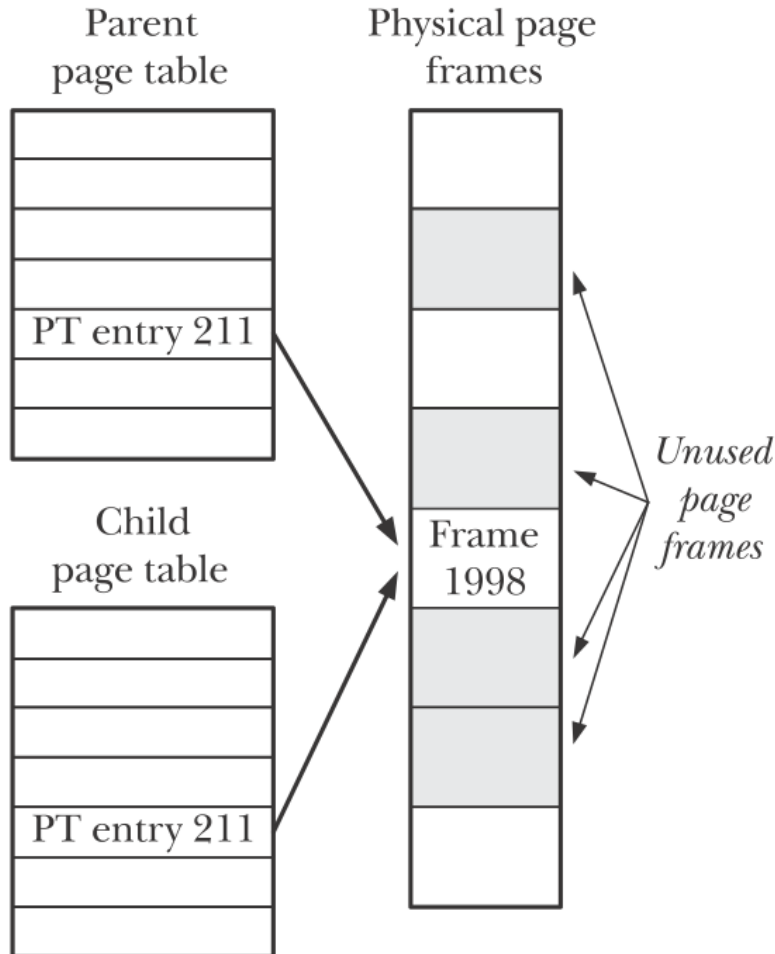 Parent
page table
Physical page
frames
PT entry 211
Child
page table
Frame
1998
Unused
page
frames
PT entry 211